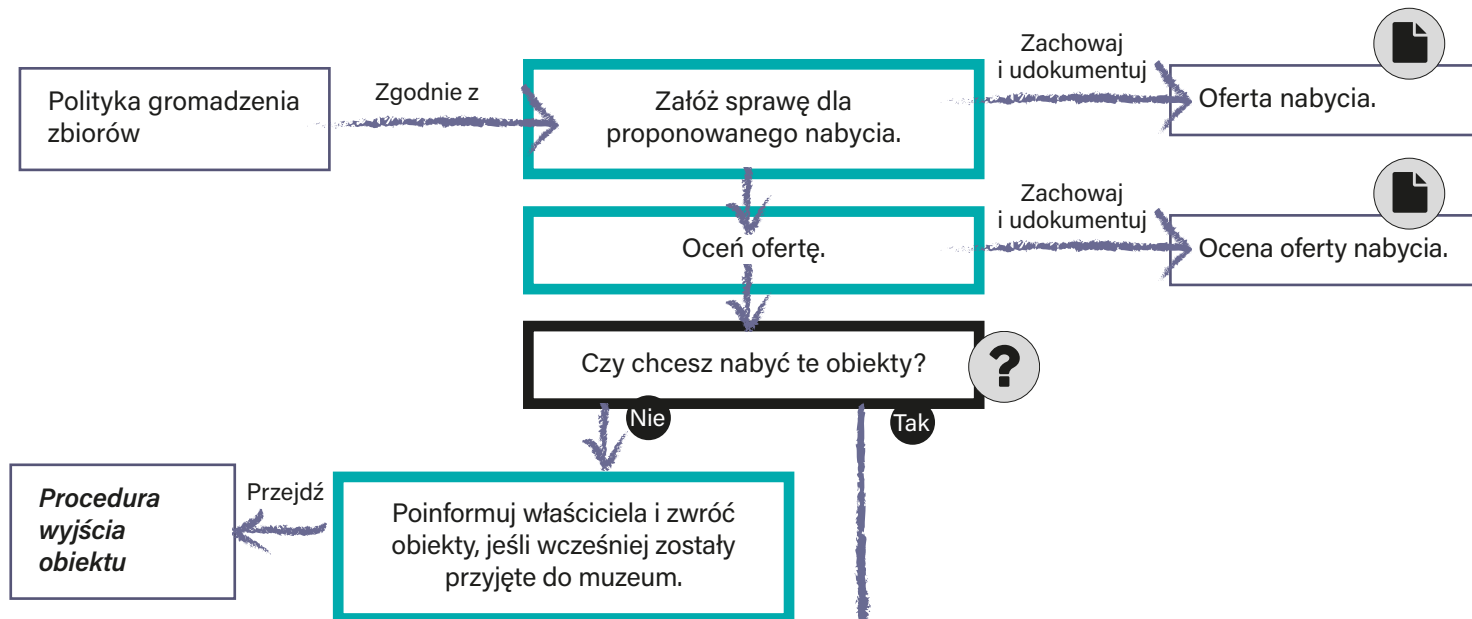 Polityka gromadzenia
zbiorów
Zgodnie z
Załóż sprawę dla
proponowanego nabycia.
Zachowaj
i udokumentuj
Oferta nabycia.
Oceń ofertę.
Zachowaj
i udokumentuj
Ocena oferty nabycia.
Czy chcesz nabyć te obiekty?
?
Nie
Tak
Poinformuj właściciela i zwróć
obiekty, jeśli wcześniej zostały
przyjęte do muzeum.
Przejdź
Procedura
wyjścia
obiektu